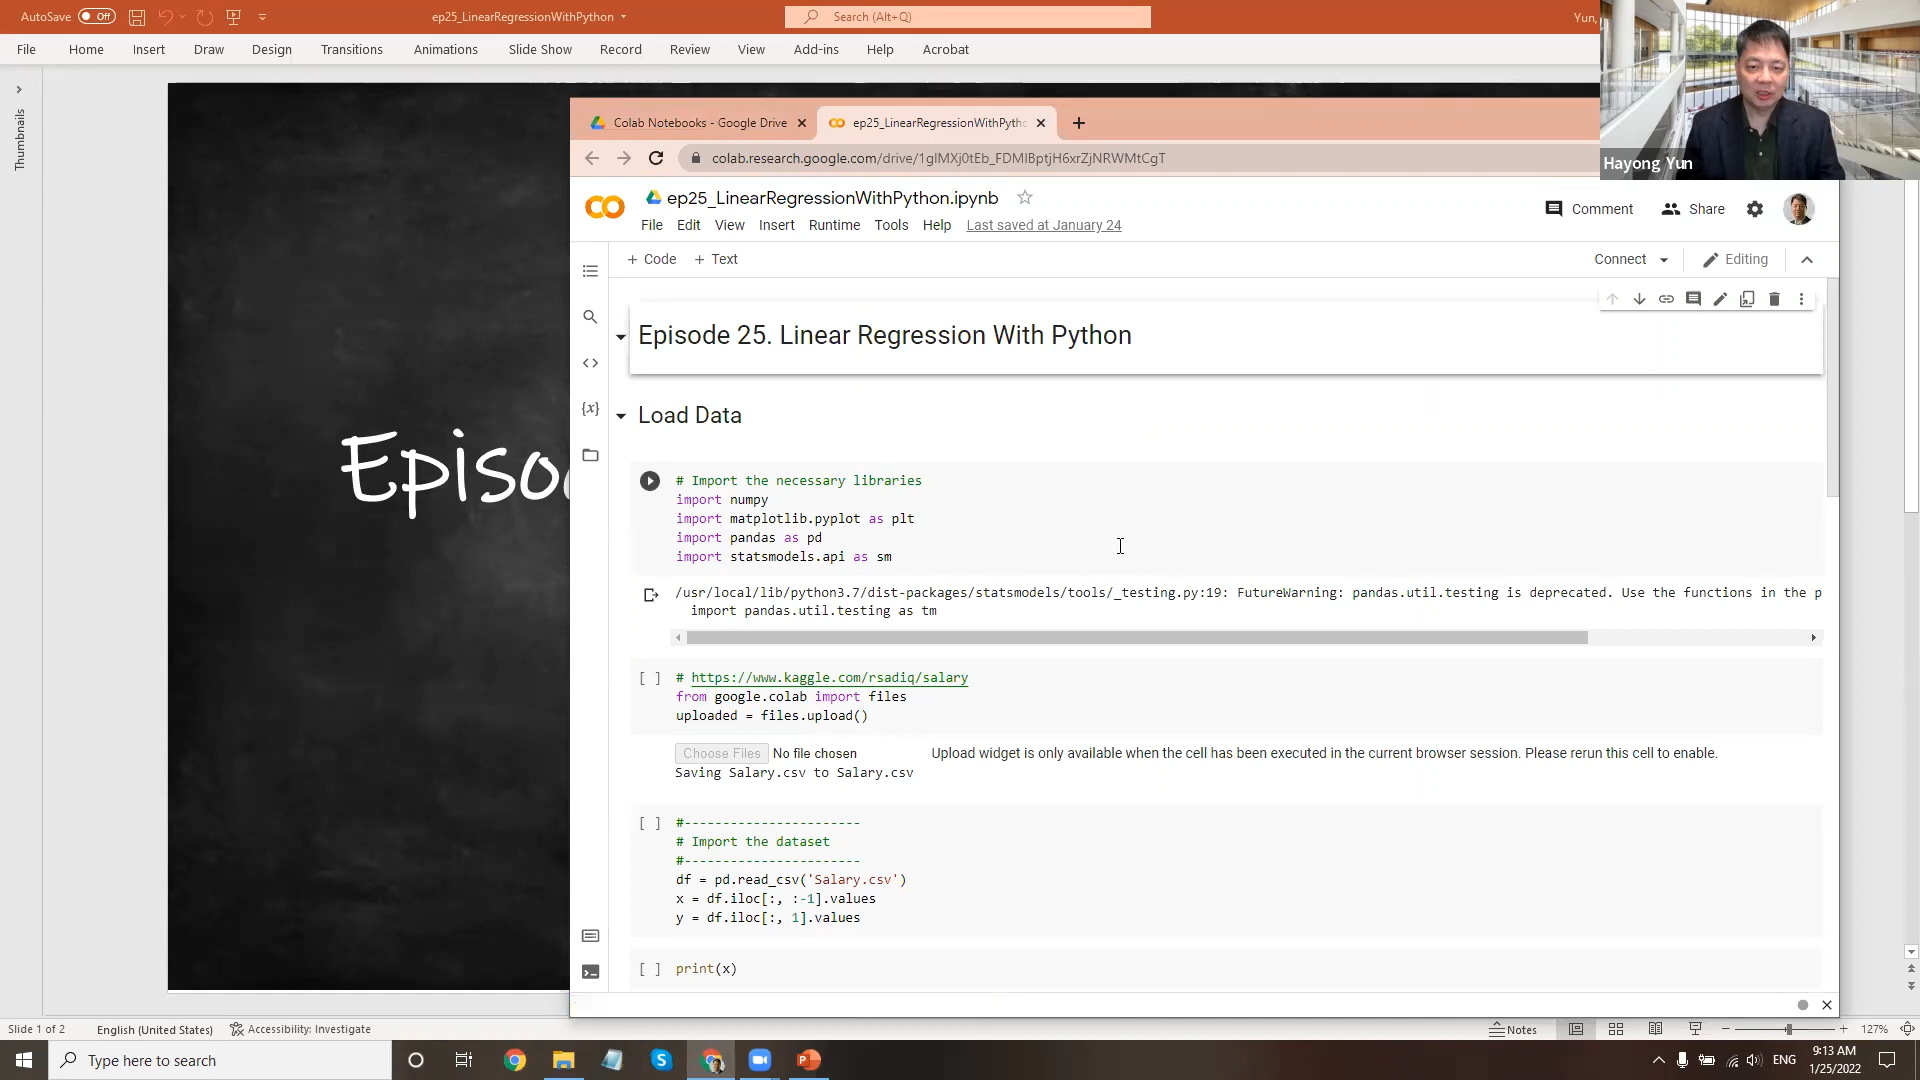 AutoSave Off
ep25_LinearRegressionWithPython
Search (Alt+Q)
Yun,
File Home Insert Draw Design Transitions Animations Slide Show Record Review View Add-ins Help Acrobat
Thumbnails
Hayong Yun
Colab Notebooks - Google Drive
ep25_LinearRegressionWithPytho
colab.research.google.com/drive/1glMXj0tEb_FDMIBptjH6xrZjNRWMtCgT
ep25_LinearRegressionWithPython.ipynb
Comment Share
File Edit View Insert Runtime Tools Help Last saved at January 24
+ Code + Text
Connect Editing
Episode 25. Linear Regression With Python
Load Data
Episo
# Import the necessary libraries
import numpy
import matplotlib.pyplot as plt
import pandas as pd
import statsmodels.api as sm
/usr/local/lib/python3.7/dist-packages/statsmodels/tools/_testing.py:19: FutureWarning: pandas.util.testing is deprecated. Use the functions in the p
import pandas.util.testing as tm
[ ] # https://www.kaggle.com/rsadiq/salary
from google.colab import files
uploaded = files.upload()
Choose Files No file chosen Upload widget is only available when the cell has been executed in the current browser session. Please rerun this cell to enable.
Saving Salary.csv to Salary.csv
[ ] #-----------------------
# Import the dataset
#-----------------------
df = pd.read_csv('Salary.csv')
x = df.iloc[:, :-1].values
y = df.iloc[:, 1].values
[ ] print(x)
Slide 1 of 2 English (United States) Accessibility: Investigate Notes 127%
Type here to search
ENG
9:13 AM
1/25/2022